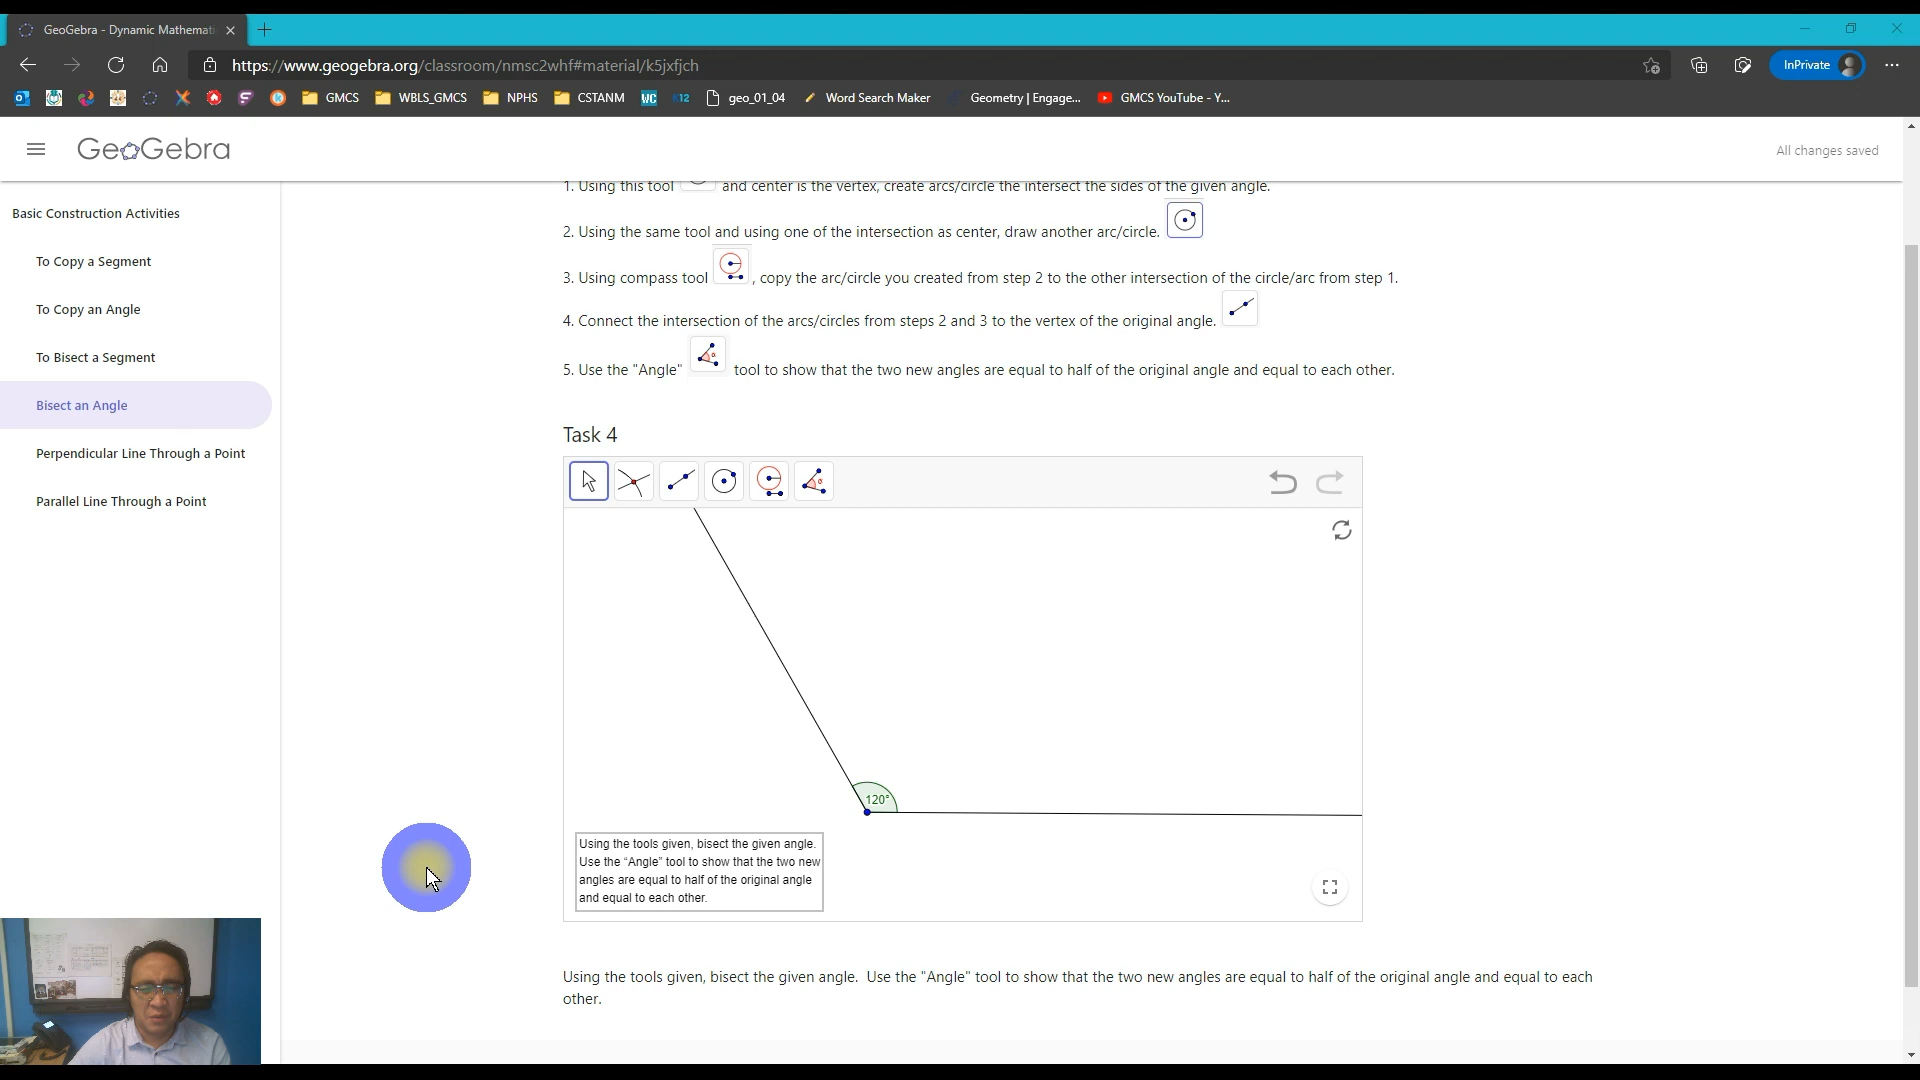 GeoGebra - Dynamic Mathemati
https://www.geogebra.org/classroom/nmsc2whf#material/k5jxfjch
InPrivate
GMCS
WBLS_GMCS
NPHS
CSTANM
WC
K12
geo_01_04
Word Search Maker
Geometry | Engage...
GMCS YouTube - Y...
GeoGebra
All changes saved
Basic Construction Activities
To Copy a Segment
To Copy an Angle
To Bisect a Segment
Bisect an Angle
Perpendicular Line Through a Point
Parallel Line Through a Point
1. Using this tool and center is the vertex, create arcs/circle the intersect the sides of the given angle.
2. Using the same tool and using one of the intersection as center, draw another arc/circle.
3. Using compass tool , copy the arc/circle you created from step 2 to the other intersection of the circle/arc from step 1.
4. Connect the intersection of the arcs/circles from steps 2 and 3 to the vertex of the original angle.
5. Use the "Angle" tool to show that the two new angles are equal to half of the original angle and equal to each other.
Task 4
120°
Using the tools given, bisect the given angle.
Use the "Angle" tool to show that the two new
angles are equal to half of the original angle
and equal to each other.
Using the tools given, bisect the given angle. Use the "Angle" tool to show that the two new angles are equal to half of the original angle and equal to each
other.